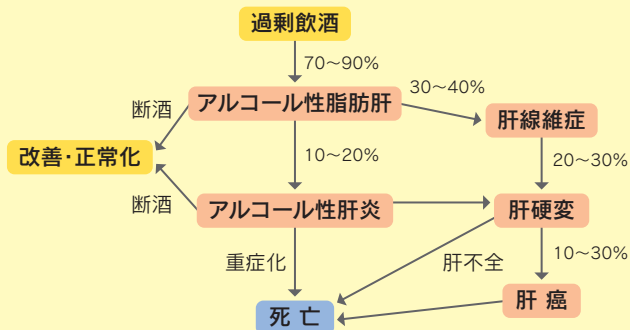 過剰飲酒
70〜90%
アルコール性脂肪肝
30〜40%
断酒
肝線維症
改善・正常化
10〜20%
20〜30%
断酒
アルコール性肝炎
肝硬変
重症化
肝不全
10〜30%
肝癌
死亡